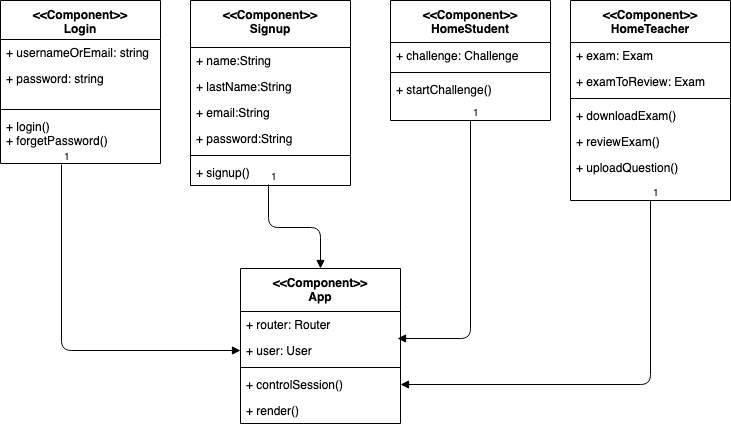 <<Component>>
Login
+ usernameOrEmail: string
+ password: string
+ login()
+ forgetPassword()
1
<<Component>>
Signup
+ name:String
+ lastName:String
+ email:String
+ password:String
+ signup()
1
<<Component>>
HomeStudent
+ challenge: Challenge
+ startChallenge()
1
<<Component>>
HomeTeacher
+ exam: Exam
+ examToReview: Exam
+ downloadExam()
+ reviewExam()
+ uploadQuestion()
1
<<Component>>
App
+ router: Router
+ user: User
+ controlSession()
+ render()